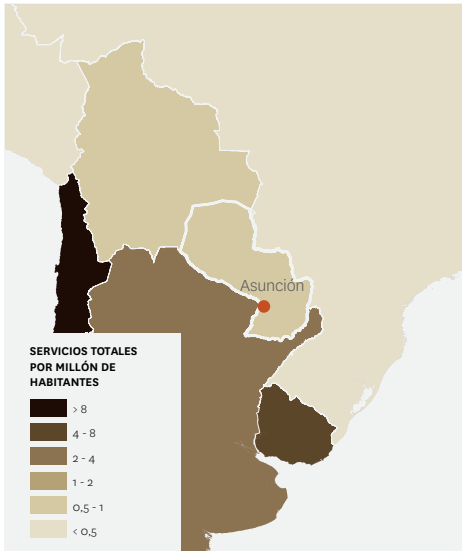 Asunción
SERVICIOS TOTALES
POR MILLÓN DE
HABITANTES
> 8
4 - 8
2 - 4
1 - 2
0,5 - 1
< 0,5